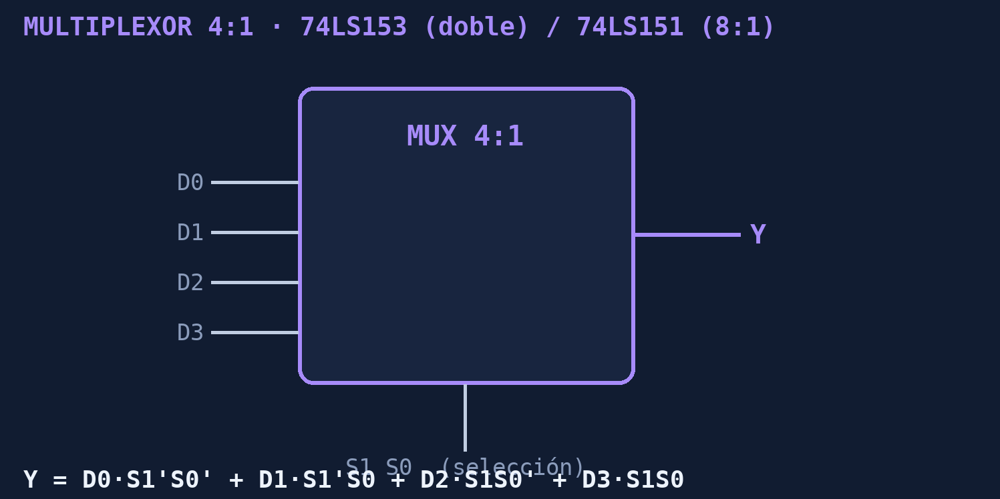 MULTIPLEXOR 4:1 · 74LS153 (doble) / 74LS151 (8:1)
MUX 4:1
D0
D1
Y
D2
D3
S1 S0 (selección)
Y = D0·S1'S0' + D1·S1'S0 + D2·S1S0' + D3·S1S0